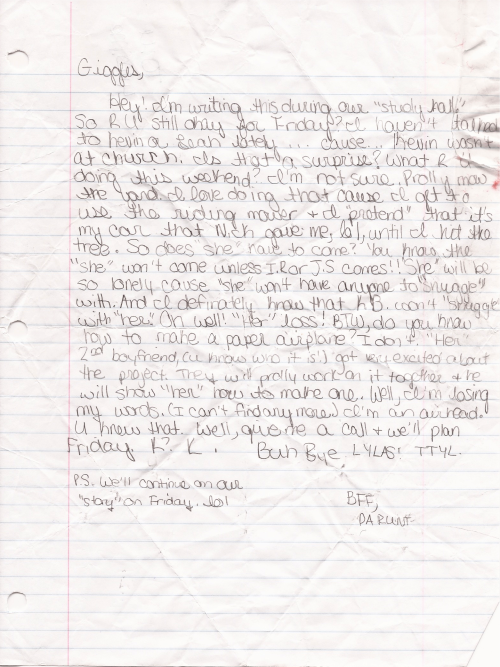 Giggles,
Hey! I'm writing this during our "study hall".
So R U still okay for Friday? I haven't talked
to Kevin or Leah lately... cause... Kevin wasn't
at church. Is that a surprise? What R U
doing this weekend? I'm not sure. Prolly mow
the yard. I love doing that cause I get to
use the riding mower & I "pretend" that it's
my car that Nick gave me, lol, until I hit the
tree. So does "she" have to come? You know the
"she" won't come unless I.R or J.S comes!! "She" will be
so lonely cause "she" won't have anyone to "snuggle"
with. And I definately know that K.B. won't "snuggle"
with "her." Oh well! "Her" loss! BTW, do you know
how to make a paper airplane? I don't. "Her"
2nd boyfriend, (u know who it is!) got very excited about
the project. They will prolly work on it together & he
will show "her" how to make one. Well, I'm losing
my words. (I can't find any more) I'm an airhead.
U knew that. Well, give me a call & we'll plan
Friday K? K. Buh Bye. LYLAS! TTYL.
P.S. We'll continue on our
"story" on Friday. lol
BFF,
DA RUNT